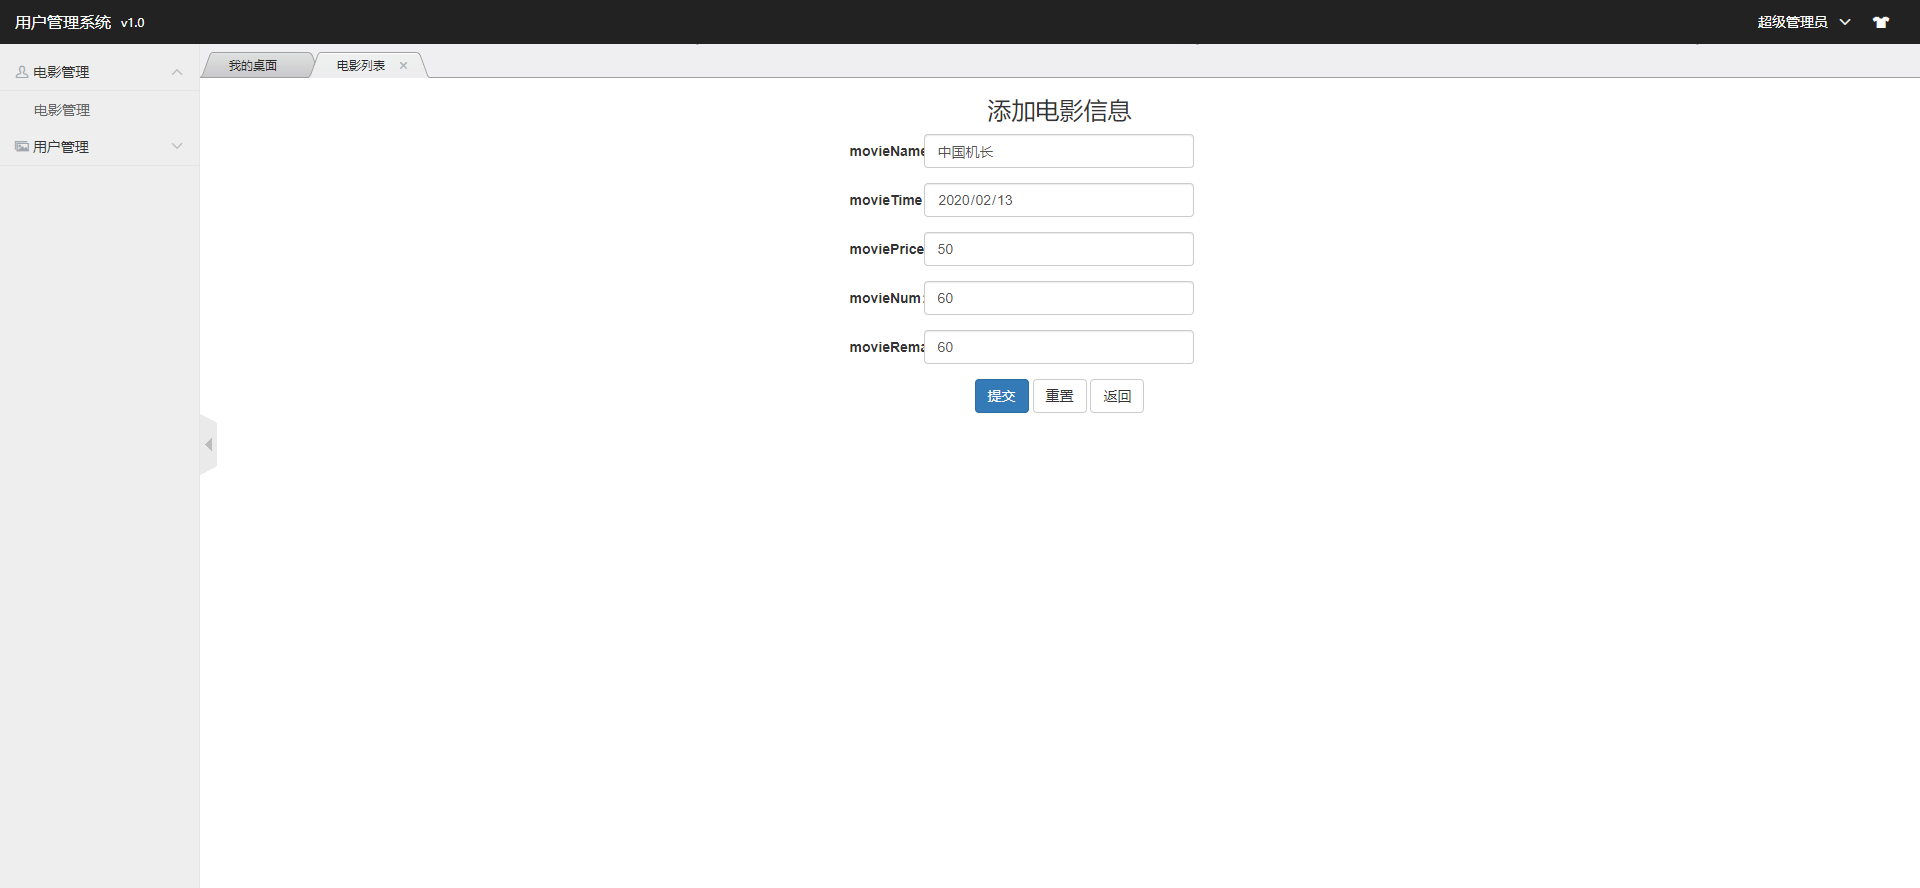 用户管理系统 v1.0
超级管理员
电影管理
电影管理
用户管理
我的桌面
电影列表
添加电影信息
movieName 中国机长
movieTime 2020/02/13
moviePrice 50
movieNum 60
movieRema 60
提交 重置 返回